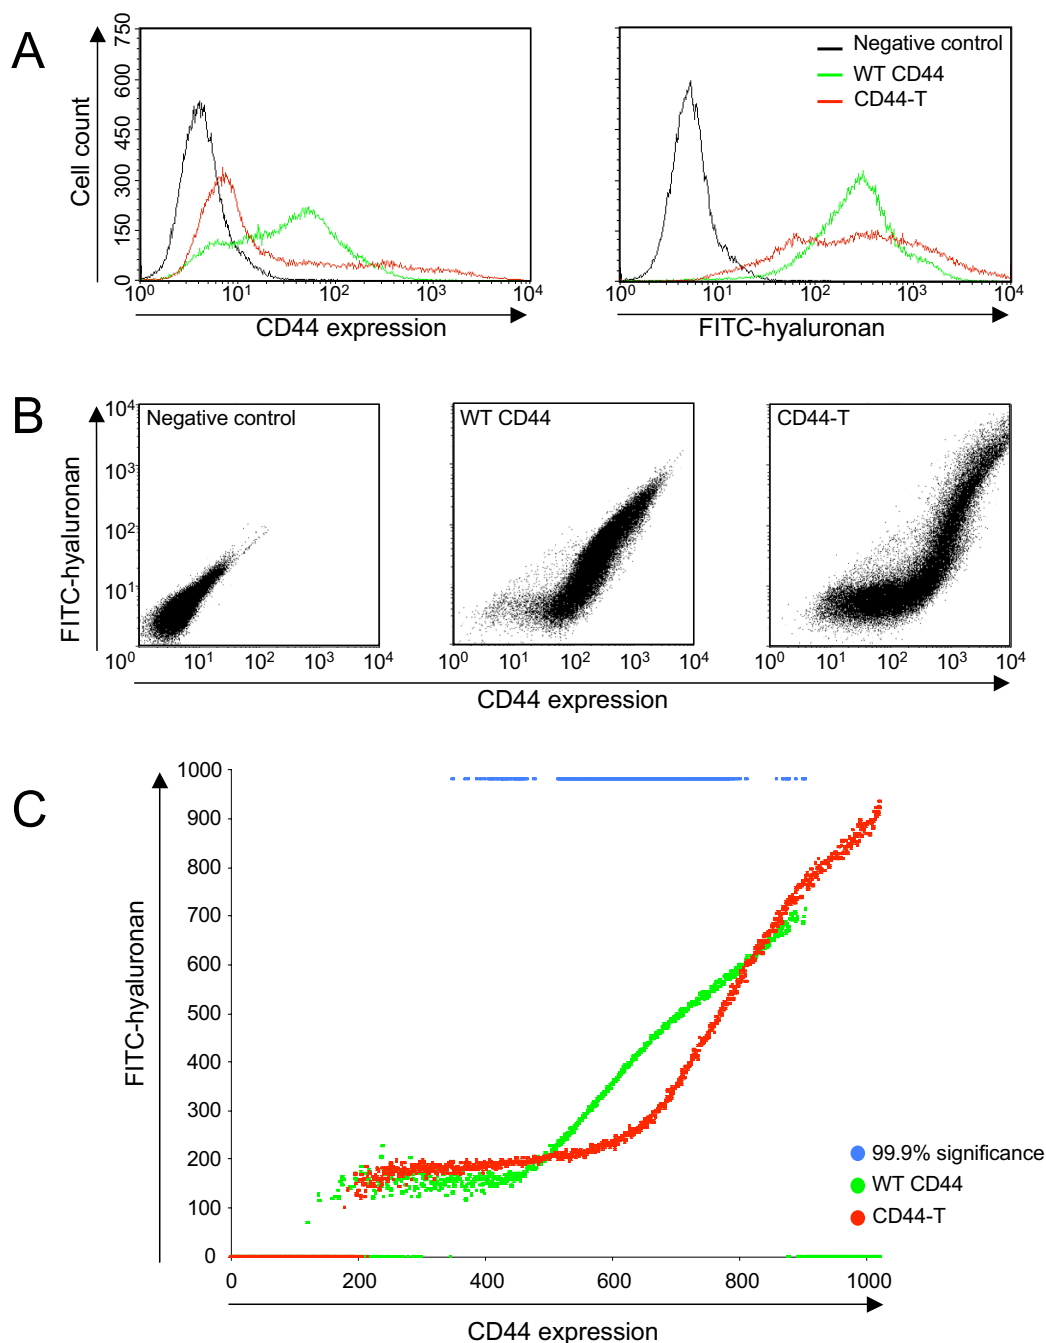 A
Cell count
750
600
450
300
150
0
10⁰ 10¹ 10² 10³ 10⁴
CD44 expression
Negative control
WT CD44
CD44-T
10⁰ 10¹ 10² 10³ 10⁴
FITC-hyaluronan
B
FITC-hyaluronan
10⁴
10³
10²
10¹
Negative control
WT CD44
CD44-T
10⁰ 10¹ 10² 10³ 10⁴
10⁰ 10¹ 10² 10³ 10⁴
10⁰ 10¹ 10² 10³ 10⁴
CD44 expression
C
FITC-hyaluronan
1000
900
800
700
600
500
400
300
200
100
0
99.9% significance
WT CD44
CD44-T
0 200 400 600 800 1000
CD44 expression